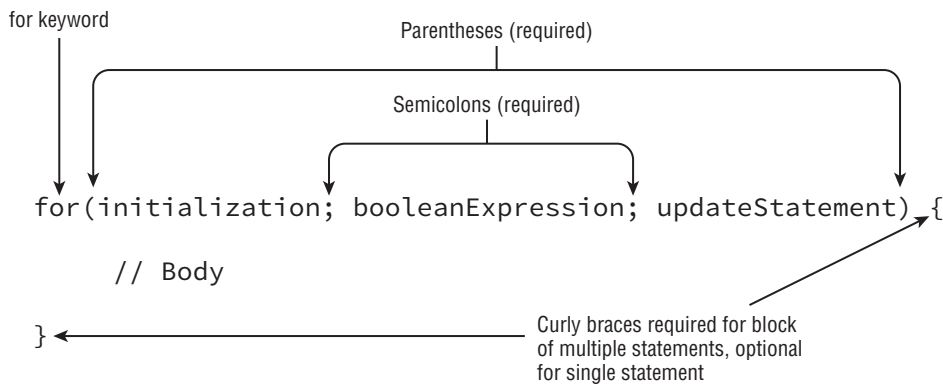 for keyword
Parentheses (required)
Semicolons (required)
for(initialization; booleanExpression; updateStatement) {
// Body
}
Curly braces required for block
of multiple statements, optional
for single statement